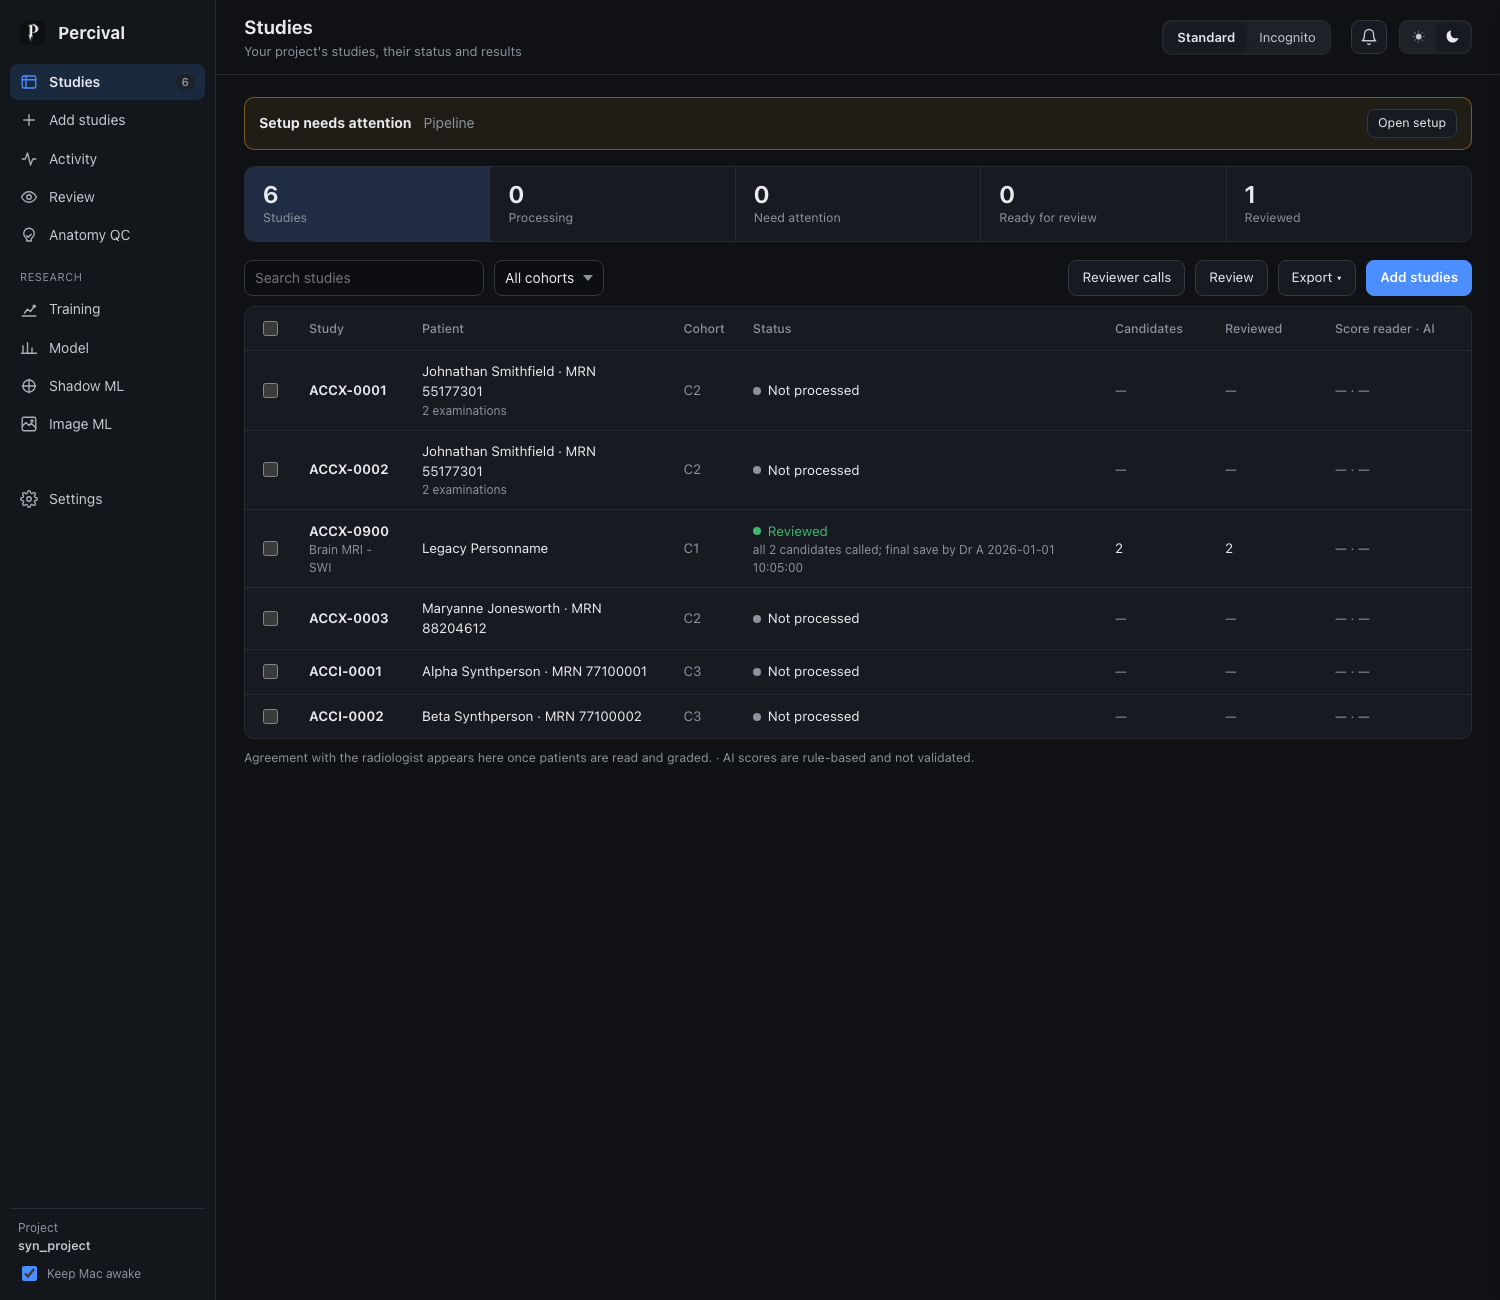 Percival
Studies 6
Add studies
Activity
Review
Anatomy QC
RESEARCH
Training
Model
Shadow ML
Image ML
Settings
Project
syn_project
Keep Mac awake
Studies
Your project's studies, their status and results
Standard Incognito
Setup needs attention Pipeline Open setup
6
Studies
0
Processing
0
Need attention
0
Ready for review
1
Reviewed
Search studies All cohorts Reviewer calls Review Export Add studies
Study Patient Cohort Status Candidates Reviewed Score reader · AI
ACCX-0001
Johnathan Smithfield · MRN
55177301
2 examinations
C2
Not processed
— — — · —
ACCX-0002
Johnathan Smithfield · MRN
55177301
2 examinations
C2
Not processed
— — — · —
ACCX-0900
Brain MRI -
SWI
Legacy Personname
C1
Reviewed
all 2 candidates called; final save by Dr A 2026-01-01
10:05:00
2 2 — · —
ACCX-0003
Maryanne Jonesworth · MRN
88204612
C2
Not processed
— — — · —
ACCI-0001 Alpha Synthperson · MRN 77100001 C3 Not processed — — — · —
ACCI-0002 Beta Synthperson · MRN 77100002 C3 Not processed — — — · —
Agreement with the radiologist appears here once patients are read and graded. · AI scores are rule-based and not validated.